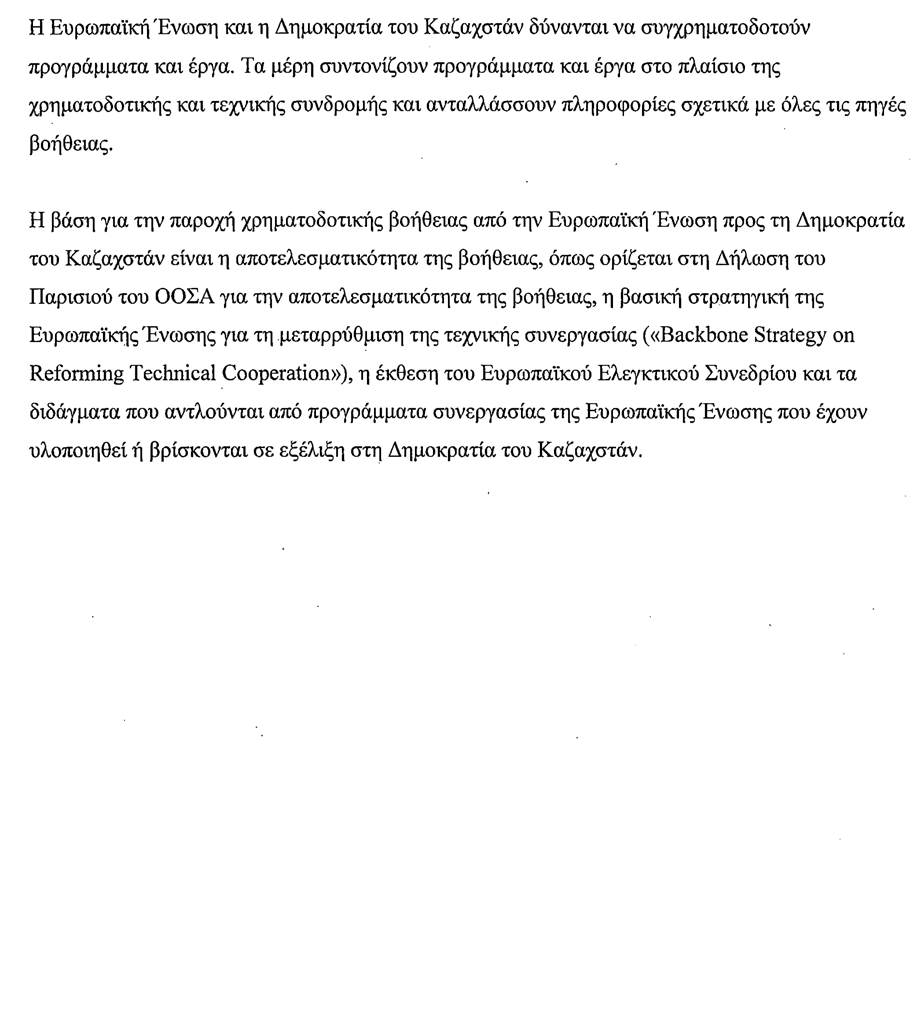 Η Ευρωπαϊκή Ένωση και η Δημοκρατία του Καζαχστάν δύνανται να συγχρηματοδοτούν
προγράμματα και έργα. Τα μέρη συντονίζουν προγράμματα και έργα στο πλαίσιο της
χρηματοδοτικής και τεχνικής συνδρομής και ανταλλάσσουν πληροφορίες σχετικά με όλες τις πηγές
βοήθειας.
Η βάση για την παροχή χρηματοδοτικής βοήθειας από την Ευρωπαϊκή Ένωση προς τη Δημοκρατία
του Καζαχστάν είναι η αποτελεσματικότητα της βοήθειας, όπως ορίζεται στη Δήλωση του
Παρισιού του ΟΟΣΑ για την αποτελεσματικότητα της βοήθειας, η βασική στρατηγική της
Ευρωπαϊκής Ένωσης για τη μεταρρύθμιση της τεχνικής συνεργασίας («Backbone Strategy on
Reforming Technical Cooperation»), η έκθεση του Ευρωπαϊκού Ελεγκτικού Συνεδρίου και τα
διδάγματα που αντλούνται από προγράμματα συνεργασίας της Ευρωπαϊκής Ένωσης που έχουν
υλοποιηθεί ή βρίσκονται σε εξέλιξη στη Δημοκρατία του Καζαχστάν.